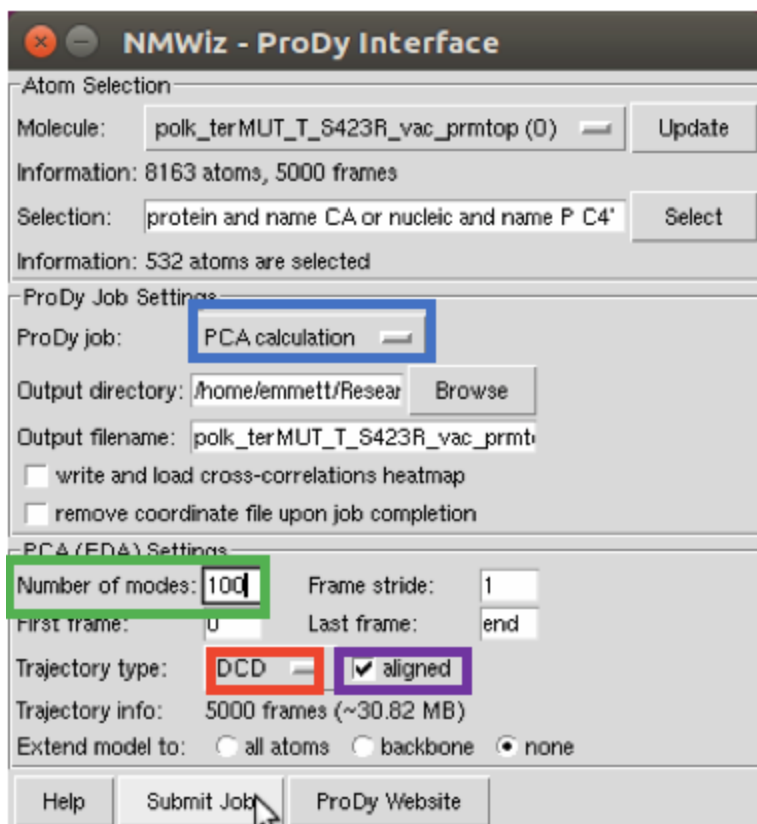 NMWiz - ProDy Interface
Atom Selection
Molecule: polk_terMUT_T_S423R_vac_prmtop (0) Update
Information: 8163 atoms, 5000 frames
Selection: protein and name CA or nucleic and name P C4' Select
Information: 532 atoms are selected
ProDy Job Settings
ProDy job: PCA calculation
Output directory: /home/emmett/Resear Browse
Output filename: polk_terMUT_T_S423R_vac_prmt
write and load cross-correlations heatmap
remove coordinate file upon job completion
PCA (EDA) Settings
Number of modes: 100 Frame stride: 1
First frame: 0 Last frame: end
Trajectory type: DCD aligned
Trajectory info: 5000 frames (~30.82 MB)
Extend model to: all atoms backbone none
Help Submit Job ProDy Website